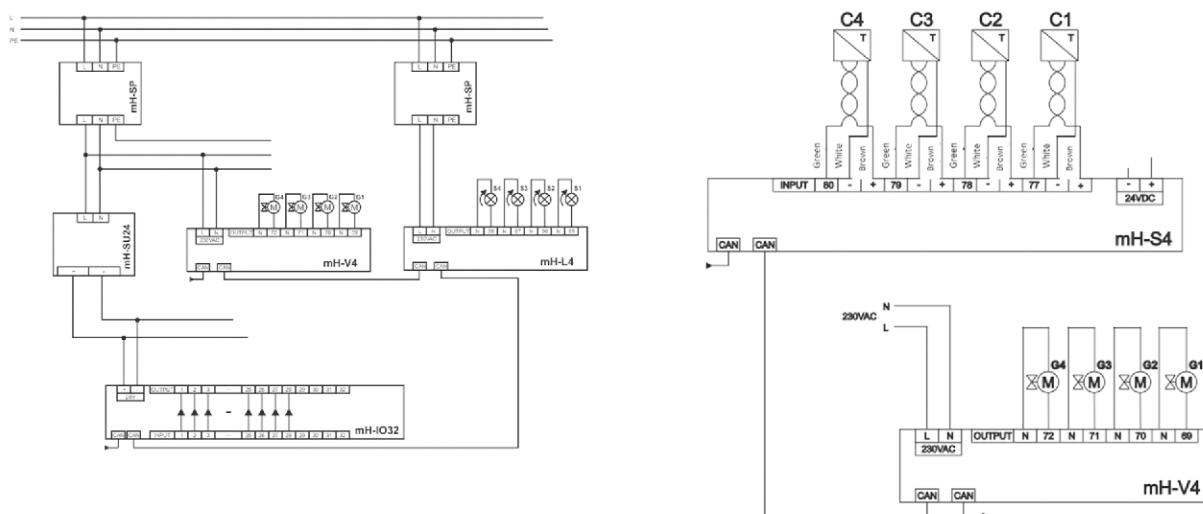 L
N
PE
L N PE
mH-SP
L N PE
L N PE
mH-SP
L N PE
L N
mH-SU24
G4 G3 G2 G1
M M M M
L N OUTPUT N 72 N 71 N 70 N 69
230VAC
mH-V4
CAN CAN
S4 S3 S2 S1
L N OUTPUT N N 67 N N
230VAC
mH-L4
CAN CAN
OUTPUT 1 2 3 ... 25 26 27 28 29 30 31 32
mH-IO32
CAN CAN INPUT 1 2 3 ... 25 26 27 28 29 30 31 32
C4 C3 C2 C1
T T T T
Green White Brown Green White Brown Green White Brown Green White Brown
INPUT 80 - + 79 - + 78 - + 77 - +
- +
24VDC
mH-S4
CAN CAN
230VAC
N
L
G4 G3 G2 G1
M M M M
L N OUTPUT N 72 N 71 N 70 N 69
230VAC
mH-V4
CAN CAN